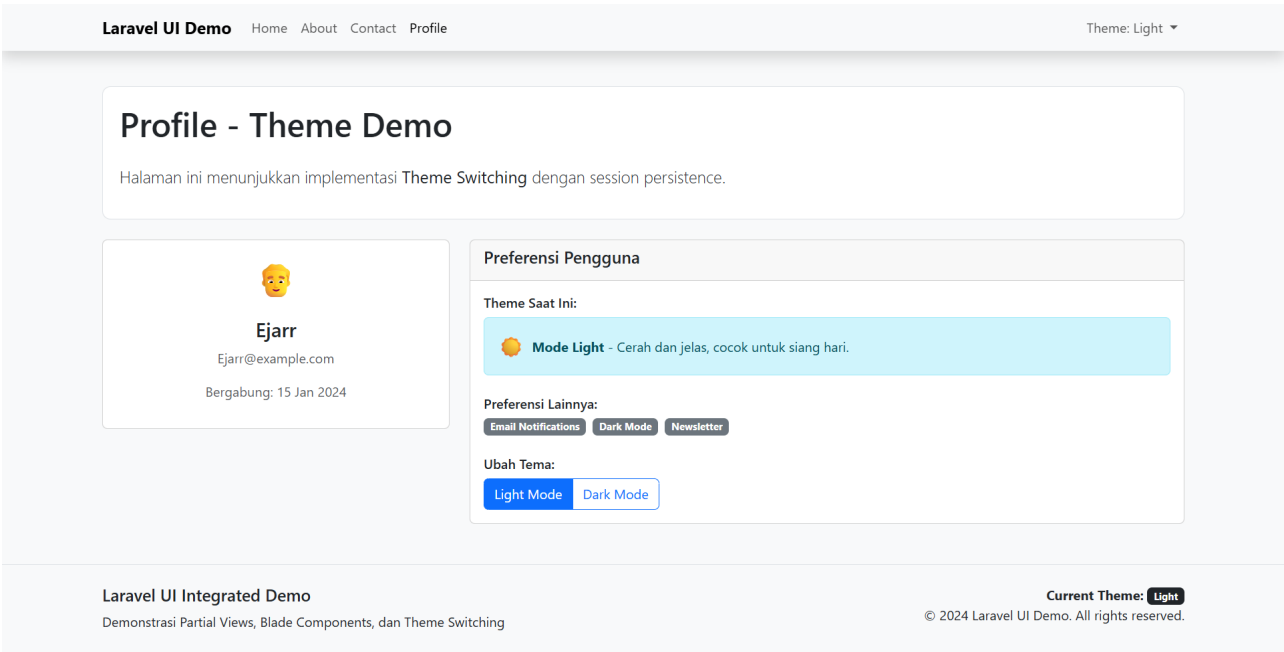 Laravel UI Demo Home About Contact Profile Theme: Light
Profile - Theme Demo
Halaman ini menunjukkan implementasi Theme Switching dengan session persistence.
Ejarr
Ejarr@example.com
Bergabung: 15 Jan 2024
Preferensi Pengguna
Theme Saat Ini:
Mode Light - Cerah dan jelas, cocok untuk siang hari.
Preferensi Lainnya:
Email Notifications Dark Mode Newsletter
Ubah Tema:
Light Mode Dark Mode
Laravel UI Integrated Demo
Demonstrasi Partial Views, Blade Components, dan Theme Switching
Current Theme: Light
© 2024 Laravel UI Demo. All rights reserved.